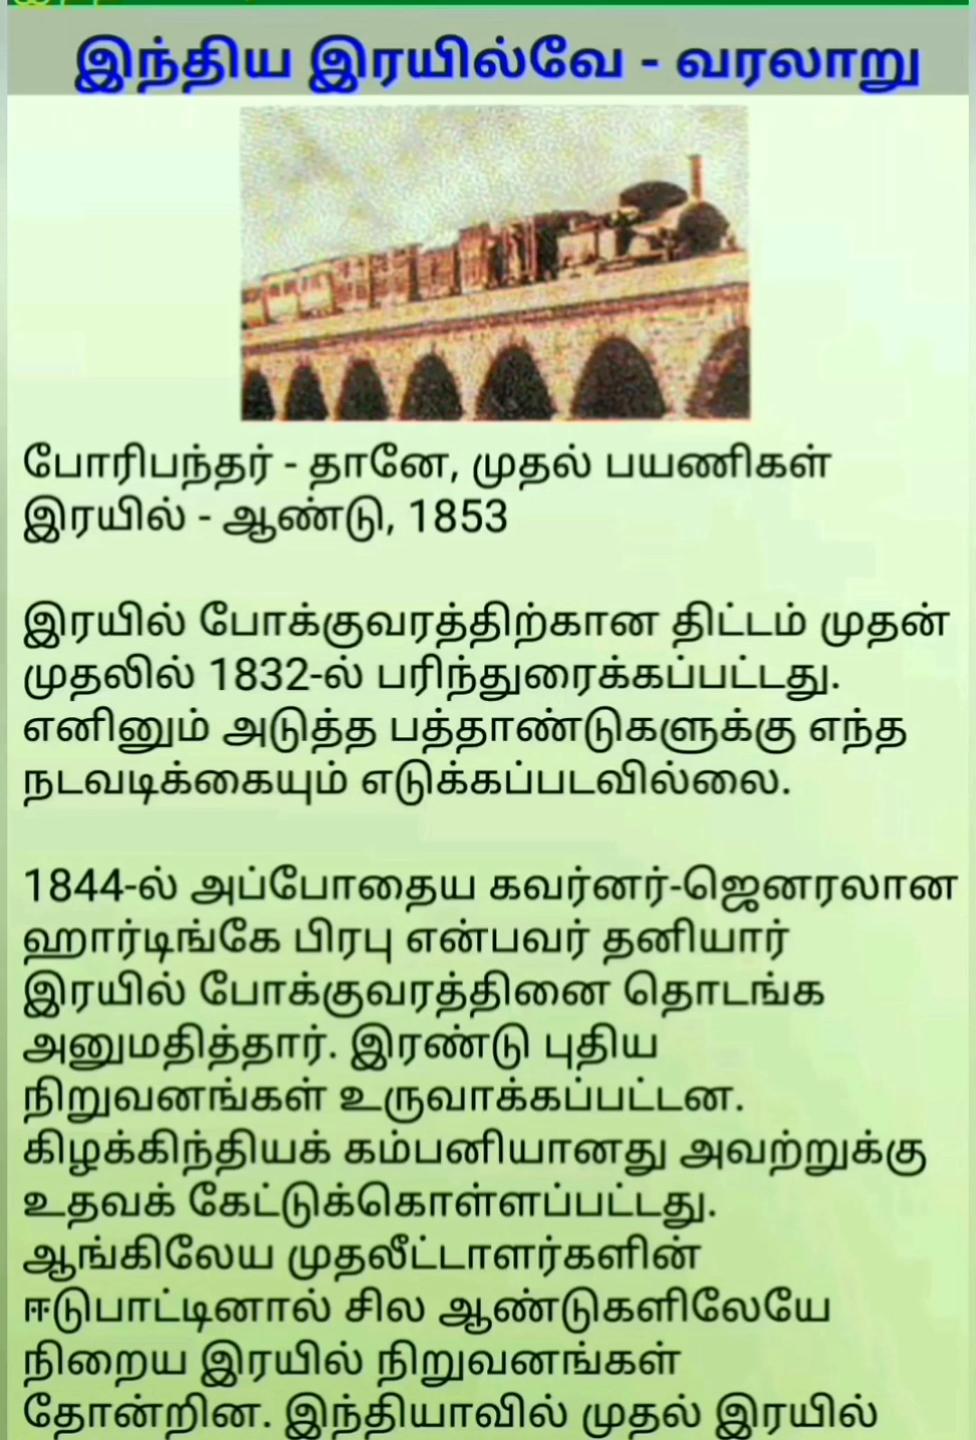 இந்திய இரயில்வே - வரலாறு
போரிபந்தர் - தானே, முதல் பயணிகள்
இரயில் - ஆண்டு, 1853
இரயில் போக்குவரத்திற்கான திட்டம் முதன்
முதலில் 1832-ல் பரிந்துரைக்கப்பட்டது.
எனினும் அடுத்த பத்தாண்டுகளுக்கு எந்த
நடவடிக்கையும் எடுக்கப்படவில்லை.
1844-ல் அப்போதைய கவர்னர்-ஜெனரலான
ஹார்டிங்கே பிரபு என்பவர் தனியார்
இரயில் போக்குவரத்தினை தொடங்க
அனுமதித்தார். இரண்டு புதிய
நிறுவனங்கள் உருவாக்கப்பட்டன.
கிழக்கிந்தியக் கம்பனியானது அவற்றுக்கு
உதவக் கேட்டுக்கொள்ளப்பட்டது.
ஆங்கிலேய முதலீட்டாளர்களின்
ஈடுபாட்டினால் சில ஆண்டுகளிலேயே
நிறைய இரயில் நிறுவனங்கள்
தோன்றின. இந்தியாவில் முதல் இரயில்